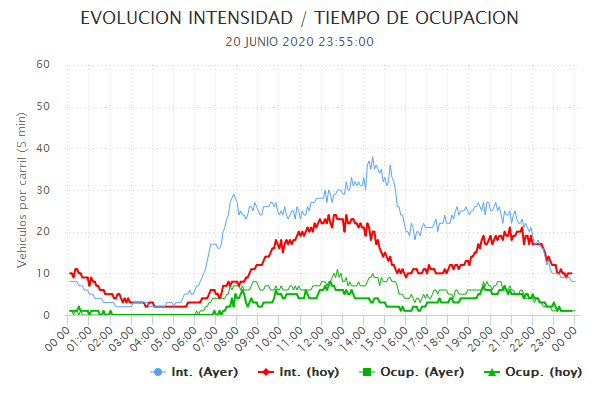 EVOLUCION INTENSIDAD / TIEMPO DE OCUPACION
20 JUNIO 2020 23:55:00
Vehiculos por carril (5 min)
60
50
40
30
20
10
0
00:00 01:00 02:00 03:00 04:00 05:00 06:00 07:00 08:00 09:00 10:00 11:00 12:00 13:00 14:00 15:00 16:00 17:00 18:00 19:00 20:00 21:00 22:00 23:00 00:00
Int. (Ayer) Int. (hoy) Ocup. (Ayer) Ocup. (hoy)